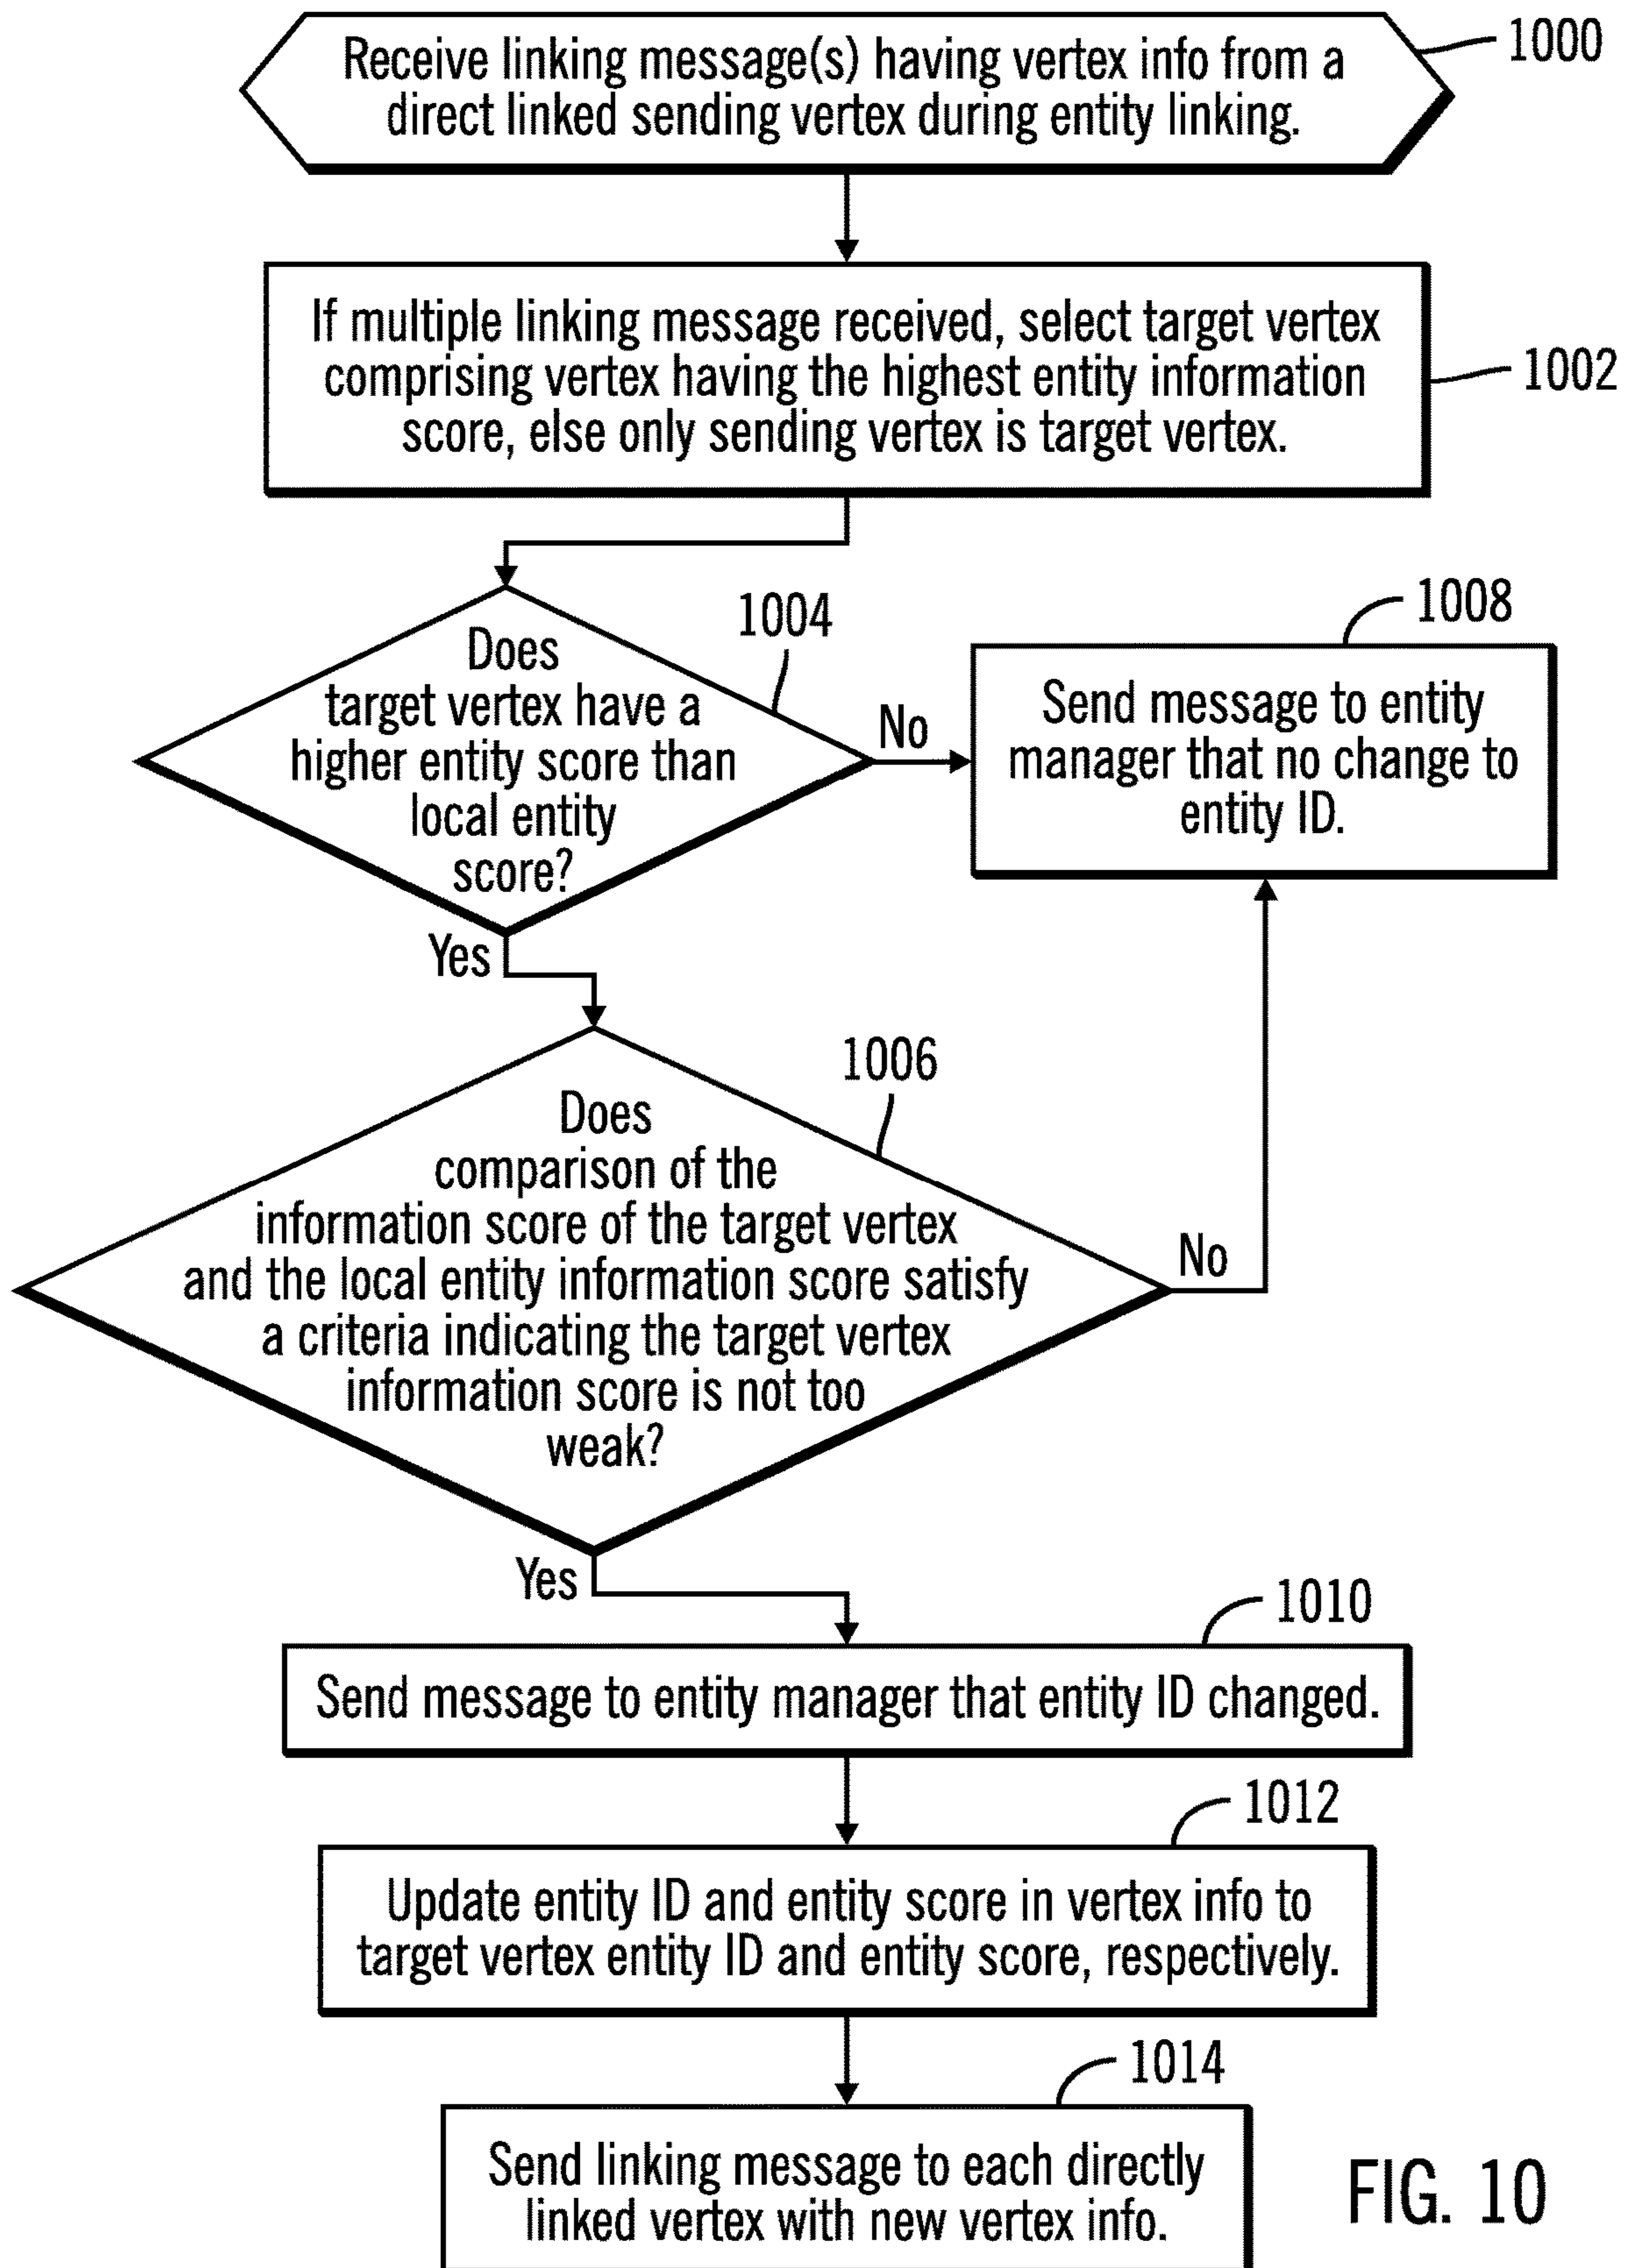 Receive linking message(s) having vertex info from a
direct linked sending vertex during entity linking.
1000
If multiple linking message received, select target vertex
comprising vertex having the highest entity information
score, else only sending vertex is target vertex.
1002
1004
Does
target vertex have a
higher entity score than
local entity
score?
No
Yes
1008
Send message to entity
manager that no change to
entity ID.
1006
Does
comparison of the
information score of the target vertex
and the local entity information score satisfy
a criteria indicating the target vertex
information score is not too
weak?
No
Yes
1010
Send message to entity manager that entity ID changed.
1012
Update entity ID and entity score in vertex info to
target vertex entity ID and entity score, respectively.
1014
Send linking message to each directly
linked vertex with new vertex info.
FIG. 10